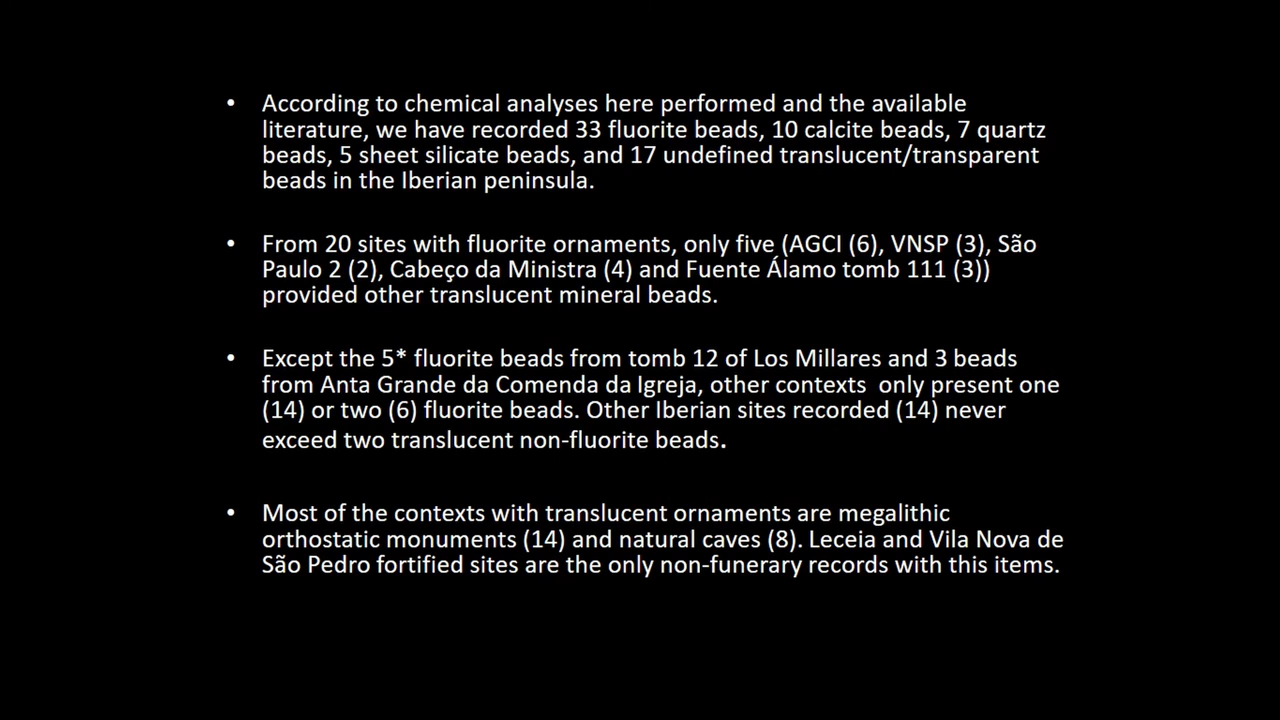 • According to chemical analyses here performed and the available
literature, we have recorded 33 fluorite beads, 10 calcite beads, 7 quartz
beads, 5 sheet silicate beads, and 17 undefined translucent/transparent
beads in the Iberian peninsula.
• From 20 sites with fluorite ornaments, only five (AGCI (6), VNSP (3), São
Paulo 2 (2), Cabeço da Ministra (4) and Fuente Álamo tomb 111 (3))
provided other translucent mineral beads.
• Except the 5* fluorite beads from tomb 12 of Los Millares and 3 beads
from Anta Grande da Comenda da Igreja, other contexts  only present one
(14) or two (6) fluorite beads. Other Iberian sites recorded (14) never
exceed two translucent non-fluorite beads.
• Most of the contexts with translucent ornaments are megalithic
orthostatic monuments (14) and natural caves (8). Leceia and Vila Nova de
São Pedro fortified sites are the only non-funerary records with this items.